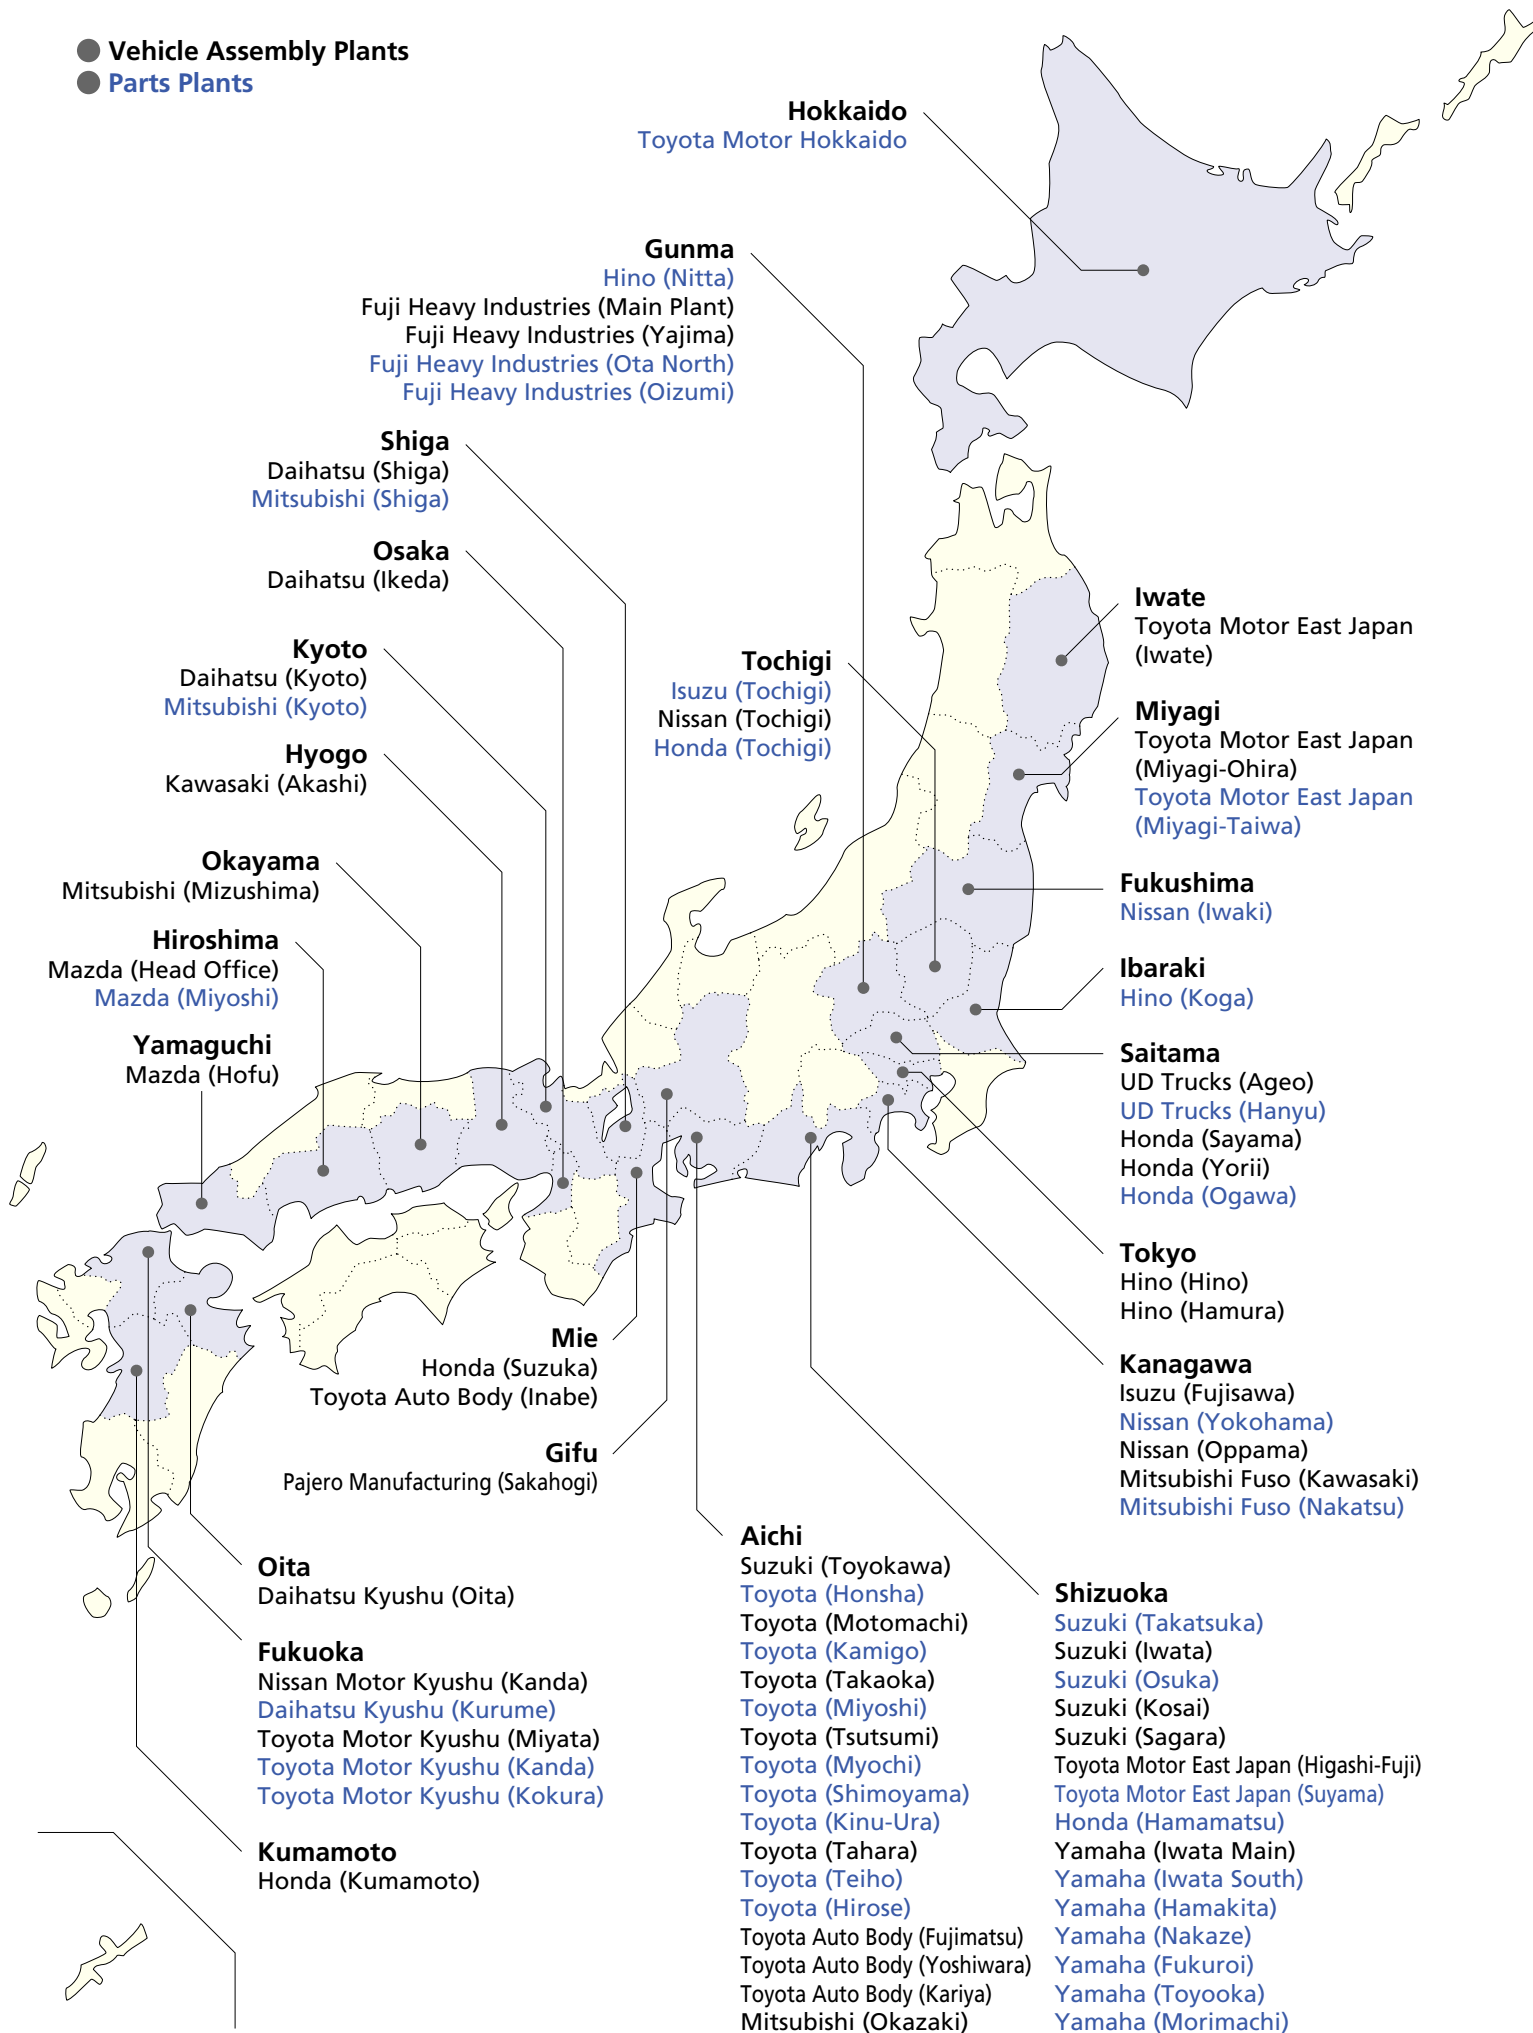 Vehicle Assembly Plants
Parts Plants
Hokkaido
Toyota Motor Hokkaido
Gunma
Hino (Nitta)
Fuji Heavy Industries (Main Plant)
Fuji Heavy Industries (Yajima)
Fuji Heavy Industries (Ota North)
Fuji Heavy Industries (Oizumi)
Shiga
Daihatsu (Shiga)
Mitsubishi (Shiga)
Osaka
Daihatsu (Ikeda)
Kyoto
Daihatsu (Kyoto)
Mitsubishi (Kyoto)
Hyogo
Kawasaki (Akashi)
Okayama
Mitsubishi (Mizushima)
Hiroshima
Mazda (Head Office)
Mazda (Miyoshi)
Yamaguchi
Mazda (Hofu)
Tochigi
Isuzu (Tochigi)
Nissan (Tochigi)
Honda (Tochigi)
Iwate
Toyota Motor East Japan
(Iwate)
Miyagi
Toyota Motor East Japan
(Miyagi-Ohira)
Toyota Motor East Japan
(Miyagi-Taiwa)
Fukushima
Nissan (Iwaki)
Ibaraki
Hino (Koga)
Saitama
UD Trucks (Ageo)
UD Trucks (Hanyu)
Honda (Sayama)
Honda (Yorii)
Honda (Ogawa)
Tokyo
Hino (Hino)
Hino (Hamura)
Kanagawa
Isuzu (Fujisawa)
Nissan (Yokohama)
Nissan (Oppama)
Mitsubishi Fuso (Kawasaki)
Mitsubishi Fuso (Nakatsu)
Mie
Honda (Suzuka)
Toyota Auto Body (Inabe)
Gifu
Pajero Manufacturing (Sakahogi)
Oita
Daihatsu Kyushu (Oita)
Fukuoka
Nissan Motor Kyushu (Kanda)
Daihatsu Kyushu (Kurume)
Toyota Motor Kyushu (Miyata)
Toyota Motor Kyushu (Kanda)
Toyota Motor Kyushu (Kokura)
Kumamoto
Honda (Kumamoto)
Aichi
Suzuki (Toyokawa)
Toyota (Honsha)
Toyota (Motomachi)
Toyota (Kamigo)
Toyota (Takaoka)
Toyota (Miyoshi)
Toyota (Tsutsumi)
Toyota (Myochi)
Toyota (Shimoyama)
Toyota (Kinu-Ura)
Toyota (Tahara)
Toyota (Teiho)
Toyota (Hirose)
Toyota Auto Body (Fujimatsu)
Toyota Auto Body (Yoshiwara)
Toyota Auto Body (Kariya)
Mitsubishi (Okazaki)
Shizuoka
Suzuki (Takatsuka)
Suzuki (Iwata)
Suzuki (Osuka)
Suzuki (Kosai)
Suzuki (Sagara)
Toyota Motor East Japan (Higashi-Fuji)
Toyota Motor East Japan (Suyama)
Honda (Hamamatsu)
Yamaha (Iwata Main)
Yamaha (Iwata South)
Yamaha (Hamakita)
Yamaha (Nakaze)
Yamaha (Fukuroi)
Yamaha (Toyooka)
Yamaha (Morimachi)